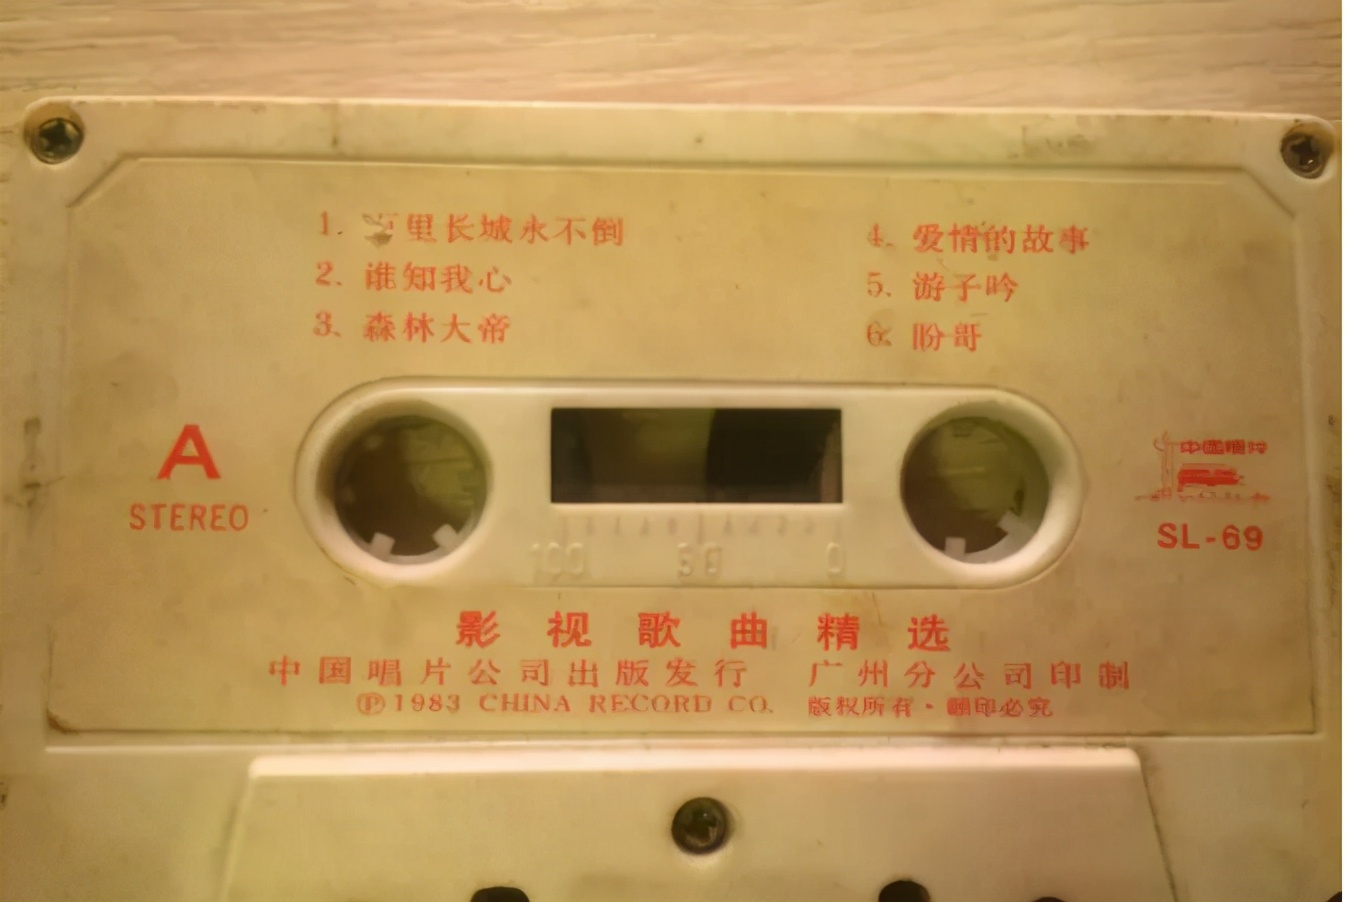 1. 万里长城永不倒
2. 谁知我心
3、森林大帝
4、爱情的故事
5、游子吟
6、盼哥
A
STEREO
100 50 0
中国唱片
SL-69
影视歌曲精选
中国唱片公司出版发行 广州分公司印制
Ⓟ1983 CHINA RECORD CO. 版权所有·翻印必究